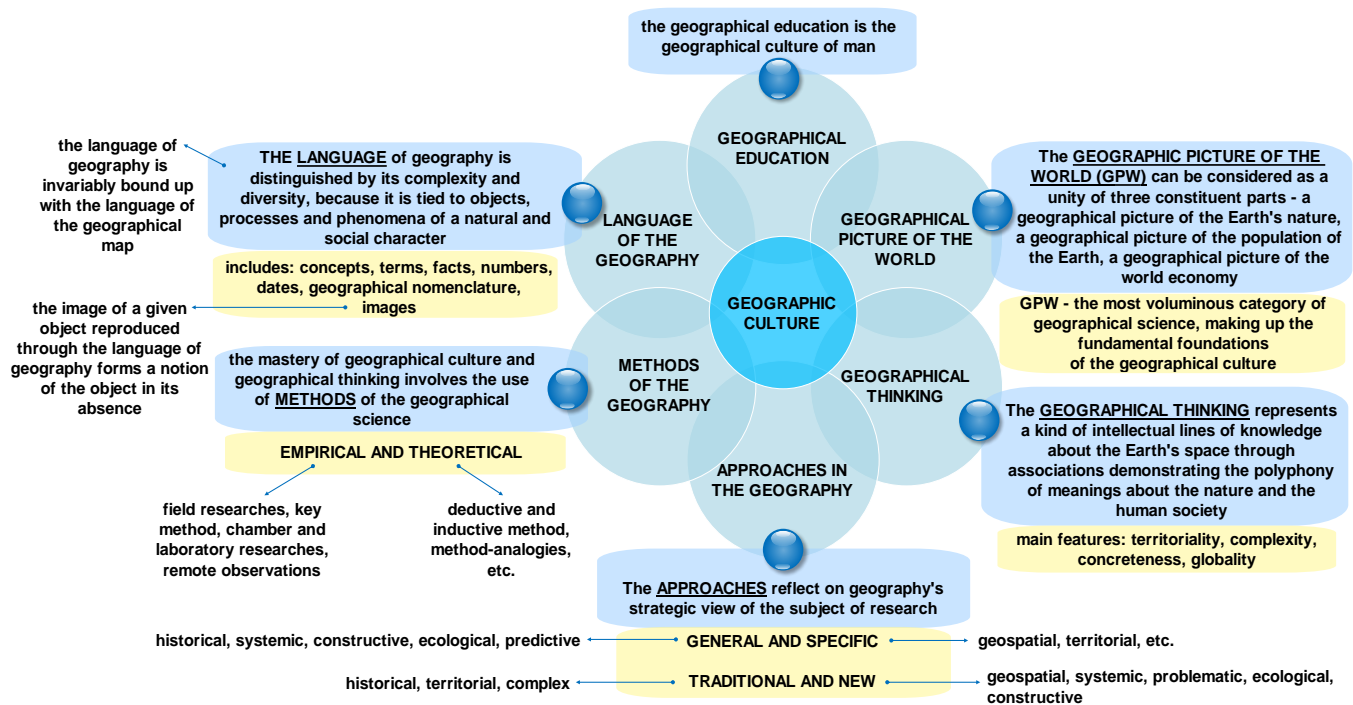 the geographical education is the
geographical culture of man
GEOGRAPHICAL
EDUCATION
the language of
geography is
invariably bound up
with the language of
the geographical
map
THE LANGUAGE of geography is
distinguished by its complexity and
diversity, because it is tied to objects,
processes and phenomena of a natural and
social character
includes: concepts, terms, facts, numbers,
dates, geographical nomenclature,
images
the image of a given
object reproduced
through the language of
geography forms a notion
of the object in its
absence
LANGUAGE
OF THE
GEOGRAPHY
GEOGRAPHICAL
PICTURE OF THE
WORLD
The GEOGRAPHIC PICTURE OF THE
WORLD (GPW) can be considered as a
unity of three constituent parts - a
geographical picture of the Earth's nature,
a geographical picture of the population of
the Earth, a geographical picture of the
world economy
GPW - the most voluminous category of
geographical science, making up the
fundamental foundations
of the geographical culture
GEOGRAPHIC
CULTURE
the mastery of geographical culture and
geographical thinking involves the use
of METHODS of the geographical
science
EMPIRICAL AND THEORETICAL
field researches, key
method, chamber and
laboratory researches,
remote observations
deductive and
inductive method,
method-analogies,
etc.
METHODS
OF THE
GEOGRAPHY
GEOGRAPHICAL
THINKING
The GEOGRAPHICAL THINKING represents
a kind of intellectual lines of knowledge
about the Earth's space through
associations demonstrating the polyphony
of meanings about the nature and the
human society
main features: territoriality, complexity,
concreteness, globality
APPROACHES IN
THE GEOGRAPHY
The APPROACHES reflect on geography's
strategic view of the subject of research
historical, systemic, constructive, ecological, predictive
GENERAL AND SPECIFIC
geospatial, territorial, etc.
historical, territorial, complex
TRADITIONAL AND NEW
geospatial, systemic, problematic, ecological,
constructive